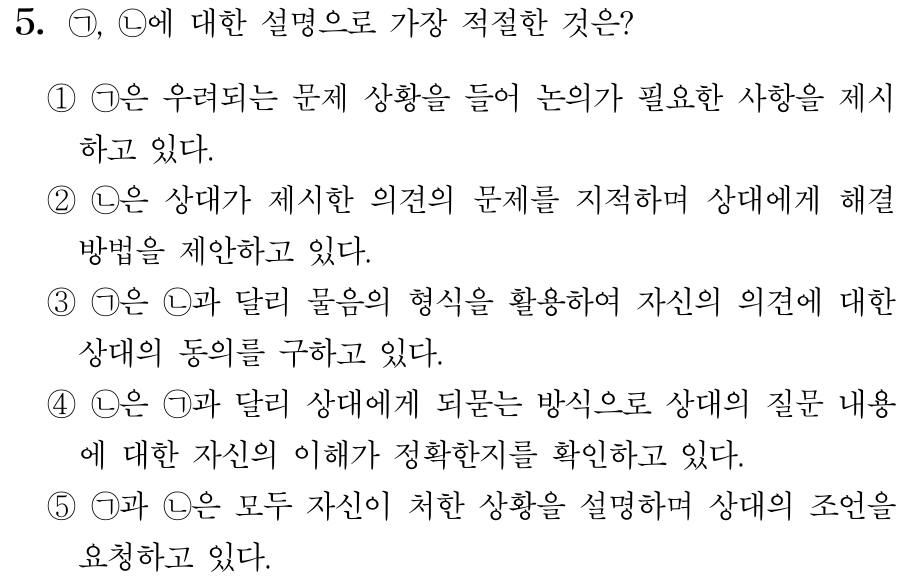 5. ㉠, ㉡에 대한 설명으로 가장 적절한 것은?
① ㉠은 우려되는 문제 상황을 들어 논의가 필요한 사항을 제시
하고 있다.
② ㉡은 상대가 제시한 의견의 문제를 지적하며 상대에게 해결
방법을 제안하고 있다.
③ ㉠은 ㉡과 달리 물음의 형식을 활용하여 자신의 의견에 대한
상대의 동의를 구하고 있다.
④ ㉡은 ㉠과 달리 상대에게 되묻는 방식으로 상대의 질문 내용
에 대한 자신의 이해가 정확한지를 확인하고 있다.
⑤ ㉠과 ㉡은 모두 자신이 처한 상황을 설명하며 상대의 조언을
요청하고 있다.